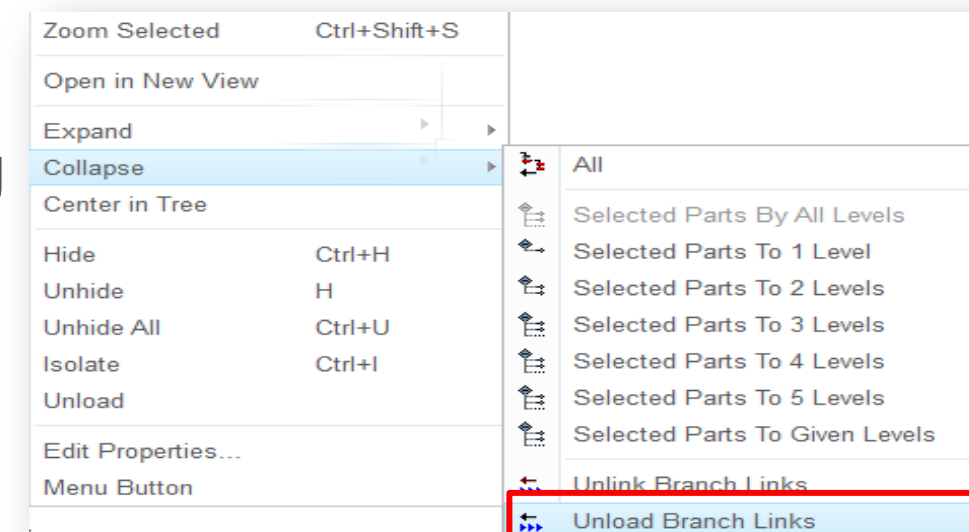 Zoom Selected Ctrl+Shift+S
Open in New View
Expand
Collapse
Center in Tree
Hide Ctrl+H
Unhide H
Unhide All Ctrl+U
Isolate Ctrl+I
Unload
Edit Properties...
Menu Button
All
Selected Parts By All Levels
Selected Parts To 1 Level
Selected Parts To 2 Levels
Selected Parts To 3 Levels
Selected Parts To 4 Levels
Selected Parts To 5 Levels
Selected Parts To Given Levels
Unlink Branch Links
Unload Branch Links